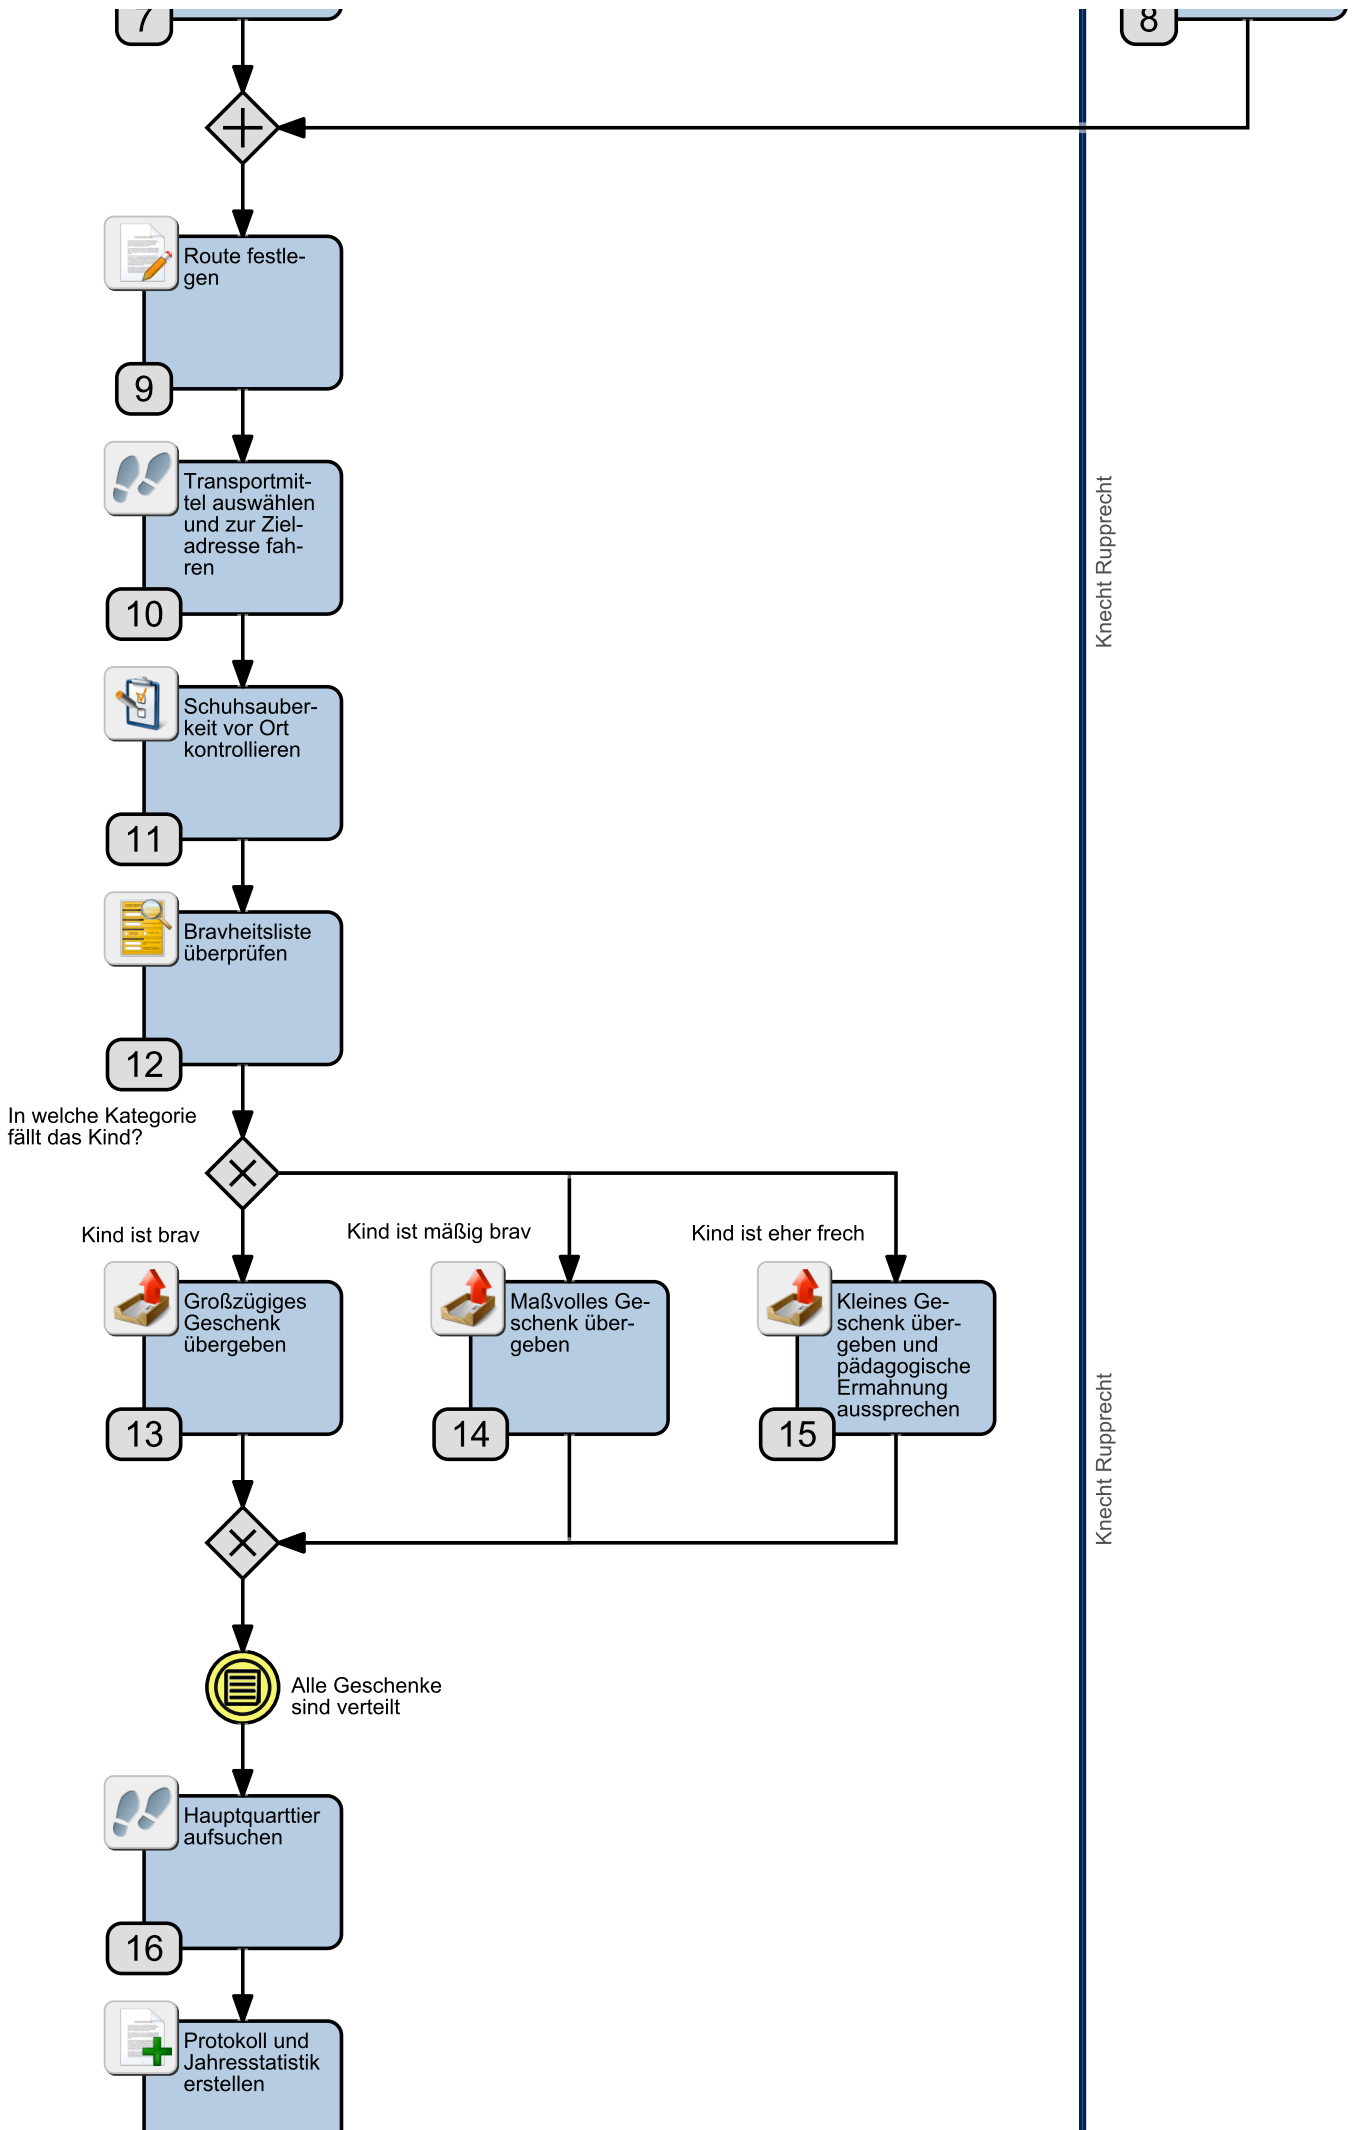 7
8
Route festle-
gen
9
Transportmit-
tel auswählen
und zur Ziel-
adresse fah-
ren
10
Knecht Rupprecht
Schuhsauber-
keit vor Ort
kontrollieren
11
Bravheitsliste
überprüfen
12
In welche Kategorie
fällt das Kind?
Kind ist brav
Kind ist mäßig brav
Kind ist eher frech
Großzügiges
Geschenk
übergeben
13
Maßvolles Ge-
schenk über-
geben
14
Kleines Ge-
schenk über-
geben und
pädagogische
Ermahnung
aussprechen
15
Knecht Rupprecht
Alle Geschenke
sind verteilt
Hauptquarttier
aufsuchen
16
Protokoll und
Jahresstatistik
erstellen